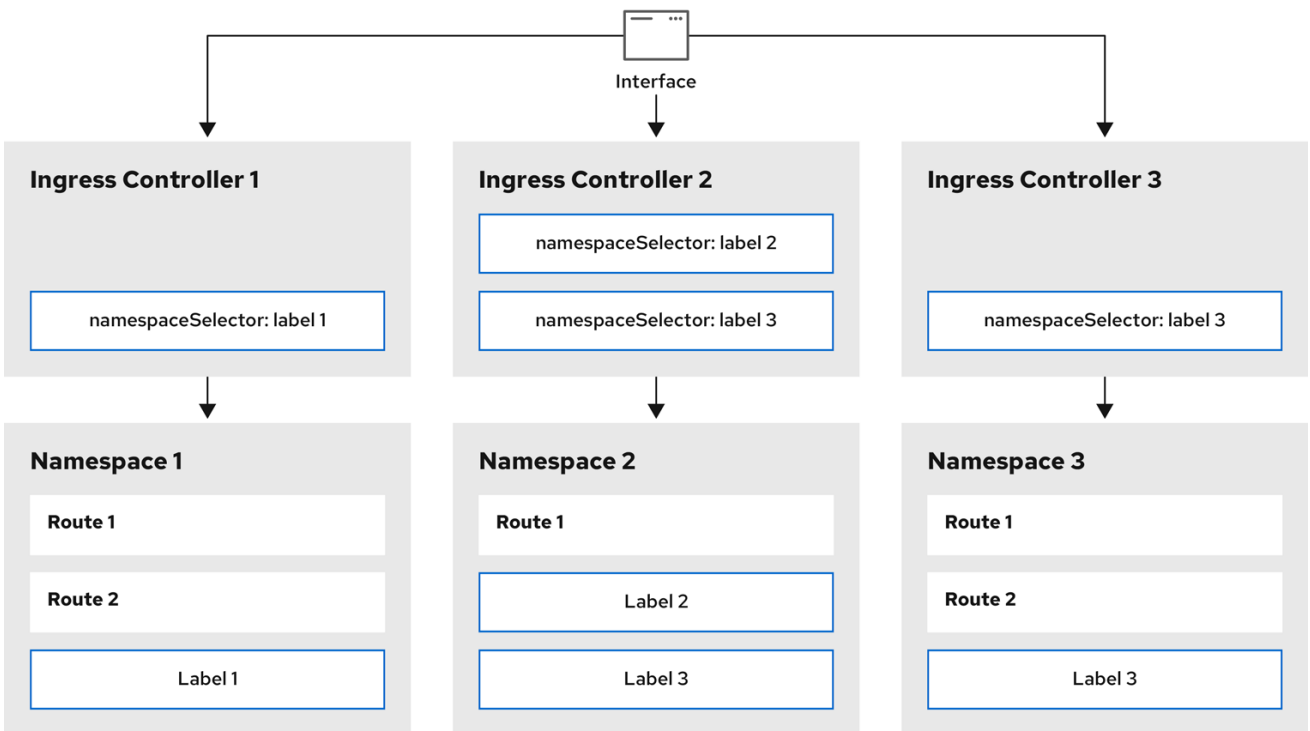 Interface
Ingress Controller 1
namespaceSelector: label 1
Ingress Controller 2
namespaceSelector: label 2
namespaceSelector: label 3
Ingress Controller 3
namespaceSelector: label 3
Namespace 1
Route 1
Route 2
Label 1
Namespace 2
Route 1
Label 2
Label 3
Namespace 3
Route 1
Route 2
Label 3